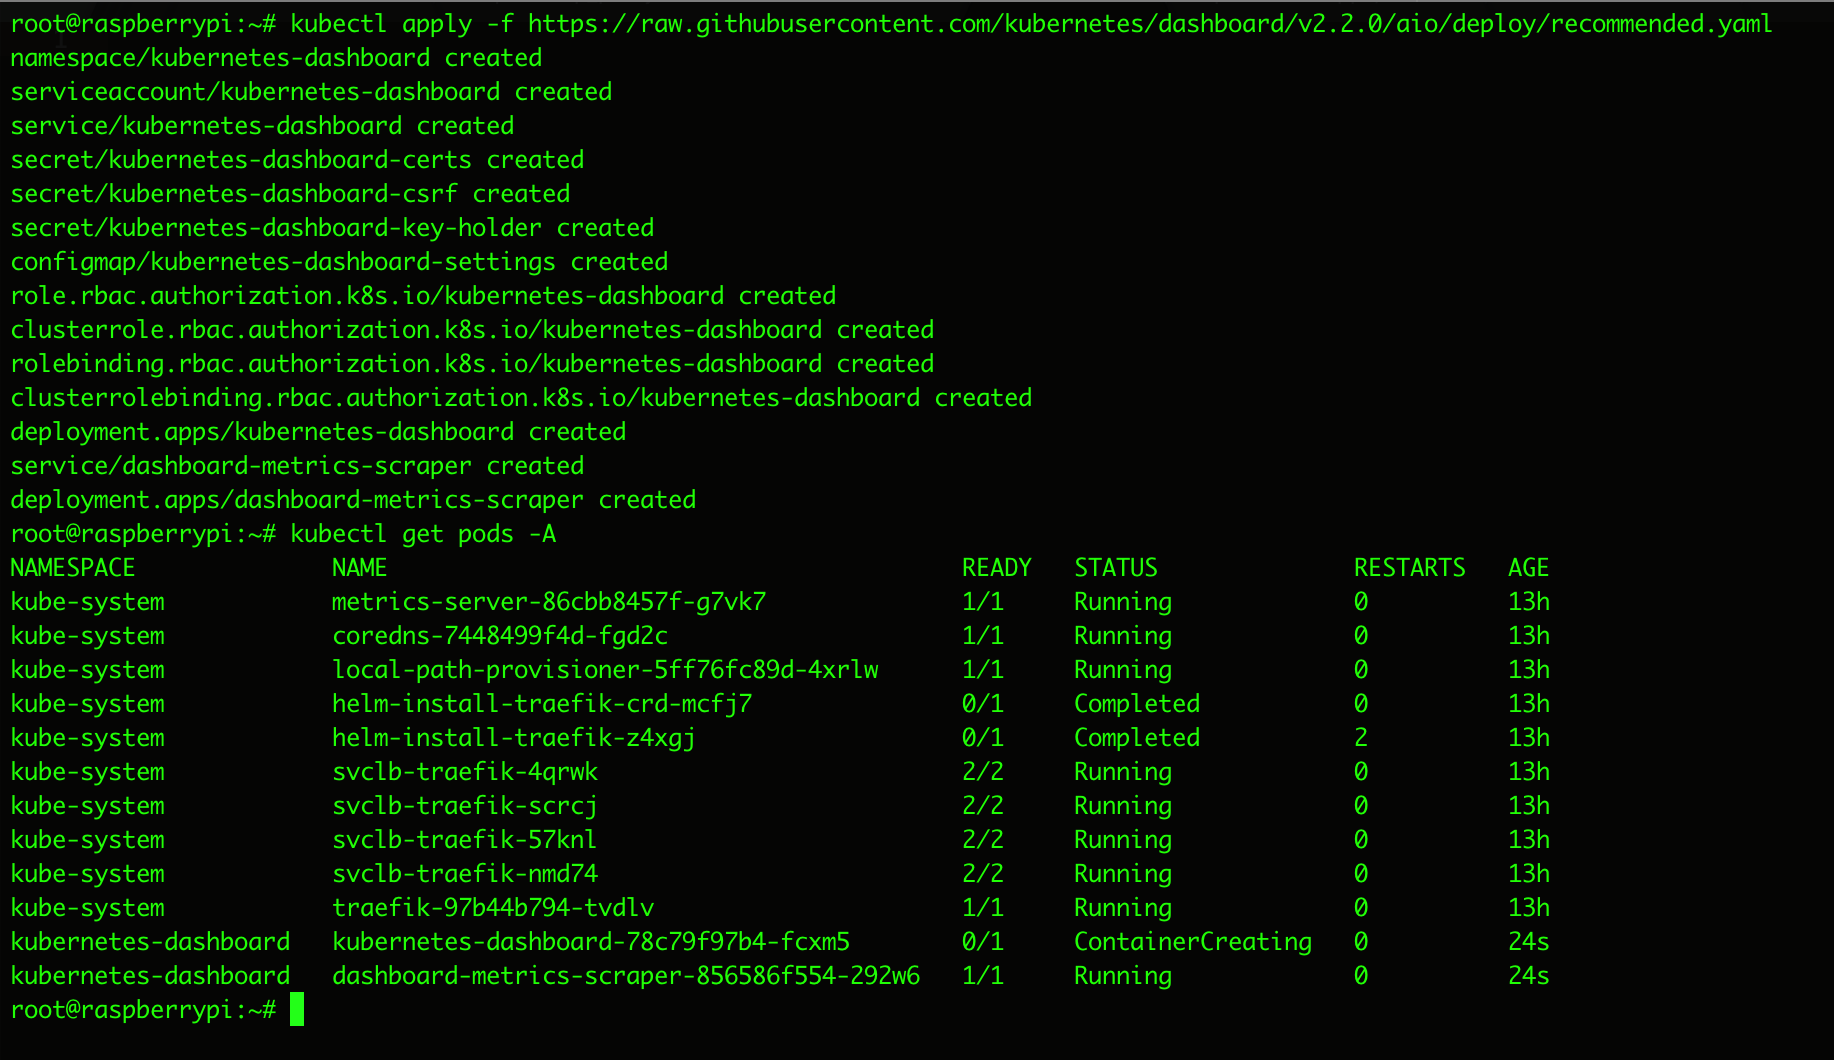 root@raspberrypi:~# kubectl apply -f https://raw.githubusercontent.com/kubernetes/dashboard/v2.2.0/aio/deploy/recommended.yaml
namespace/kubernetes-dashboard created
serviceaccount/kubernetes-dashboard created
service/kubernetes-dashboard created
secret/kubernetes-dashboard-certs created
secret/kubernetes-dashboard-csrf created
secret/kubernetes-dashboard-key-holder created
configmap/kubernetes-dashboard-settings created
role.rbac.authorization.k8s.io/kubernetes-dashboard created
clusterrole.rbac.authorization.k8s.io/kubernetes-dashboard created
rolebinding.rbac.authorization.k8s.io/kubernetes-dashboard created
clusterrolebinding.rbac.authorization.k8s.io/kubernetes-dashboard created
deployment.apps/kubernetes-dashboard created
service/dashboard-metrics-scraper created
deployment.apps/dashboard-metrics-scraper created
root@raspberrypi:~# kubectl get pods -A
NAMESPACE              NAME                                         READY   STATUS              RESTARTS   AGE
kube-system            metrics-server-86cbb8457f-g7vk7              1/1     Running             0          13h
kube-system            coredns-7448499f4d-fgd2c                     1/1     Running             0          13h
kube-system            local-path-provisioner-5ff76fc89d-4xrlw      1/1     Running             0          13h
kube-system            helm-install-traefik-crd-mcfj7               0/1     Completed           0          13h
kube-system            helm-install-traefik-z4xgj                   0/1     Completed           2          13h
kube-system            svclb-traefik-4qrwk                          2/2     Running             0          13h
kube-system            svclb-traefik-scrcj                          2/2     Running             0          13h
kube-system            svclb-traefik-57knl                          2/2     Running             0          13h
kube-system            svclb-traefik-nmd74                          2/2     Running             0          13h
kube-system            traefik-97b44b794-tvdlv                      1/1     Running             0          13h
kubernetes-dashboard   kubernetes-dashboard-78c79f97b4-fcxm5        0/1     ContainerCreating   0          24s
kubernetes-dashboard   dashboard-metrics-scraper-856586f554-292w6   1/1     Running             0          24s
root@raspberrypi:~#